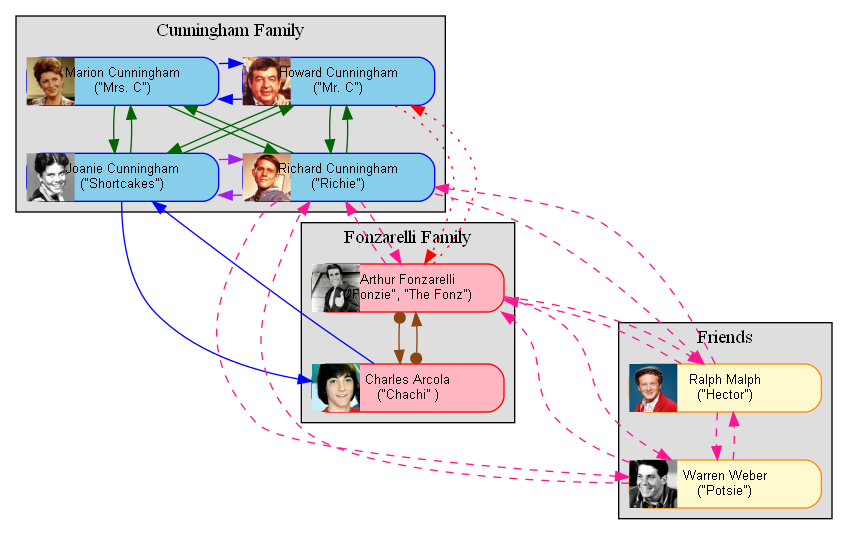 Cunningham Family
Marion Cunningham
("Mrs. C")
Howard Cunningham
("Mr. C")
Joanie Cunningham
("Shortcakes")
Richard Cunningham
("Richie")
Fonzarelli Family
Arthur Fonzarelli
("Fonzie", "The Fonz")
Charles Arcola
("Chachi" )
Friends
Ralph Malph
("Hector")
Warren Weber
("Potsie")